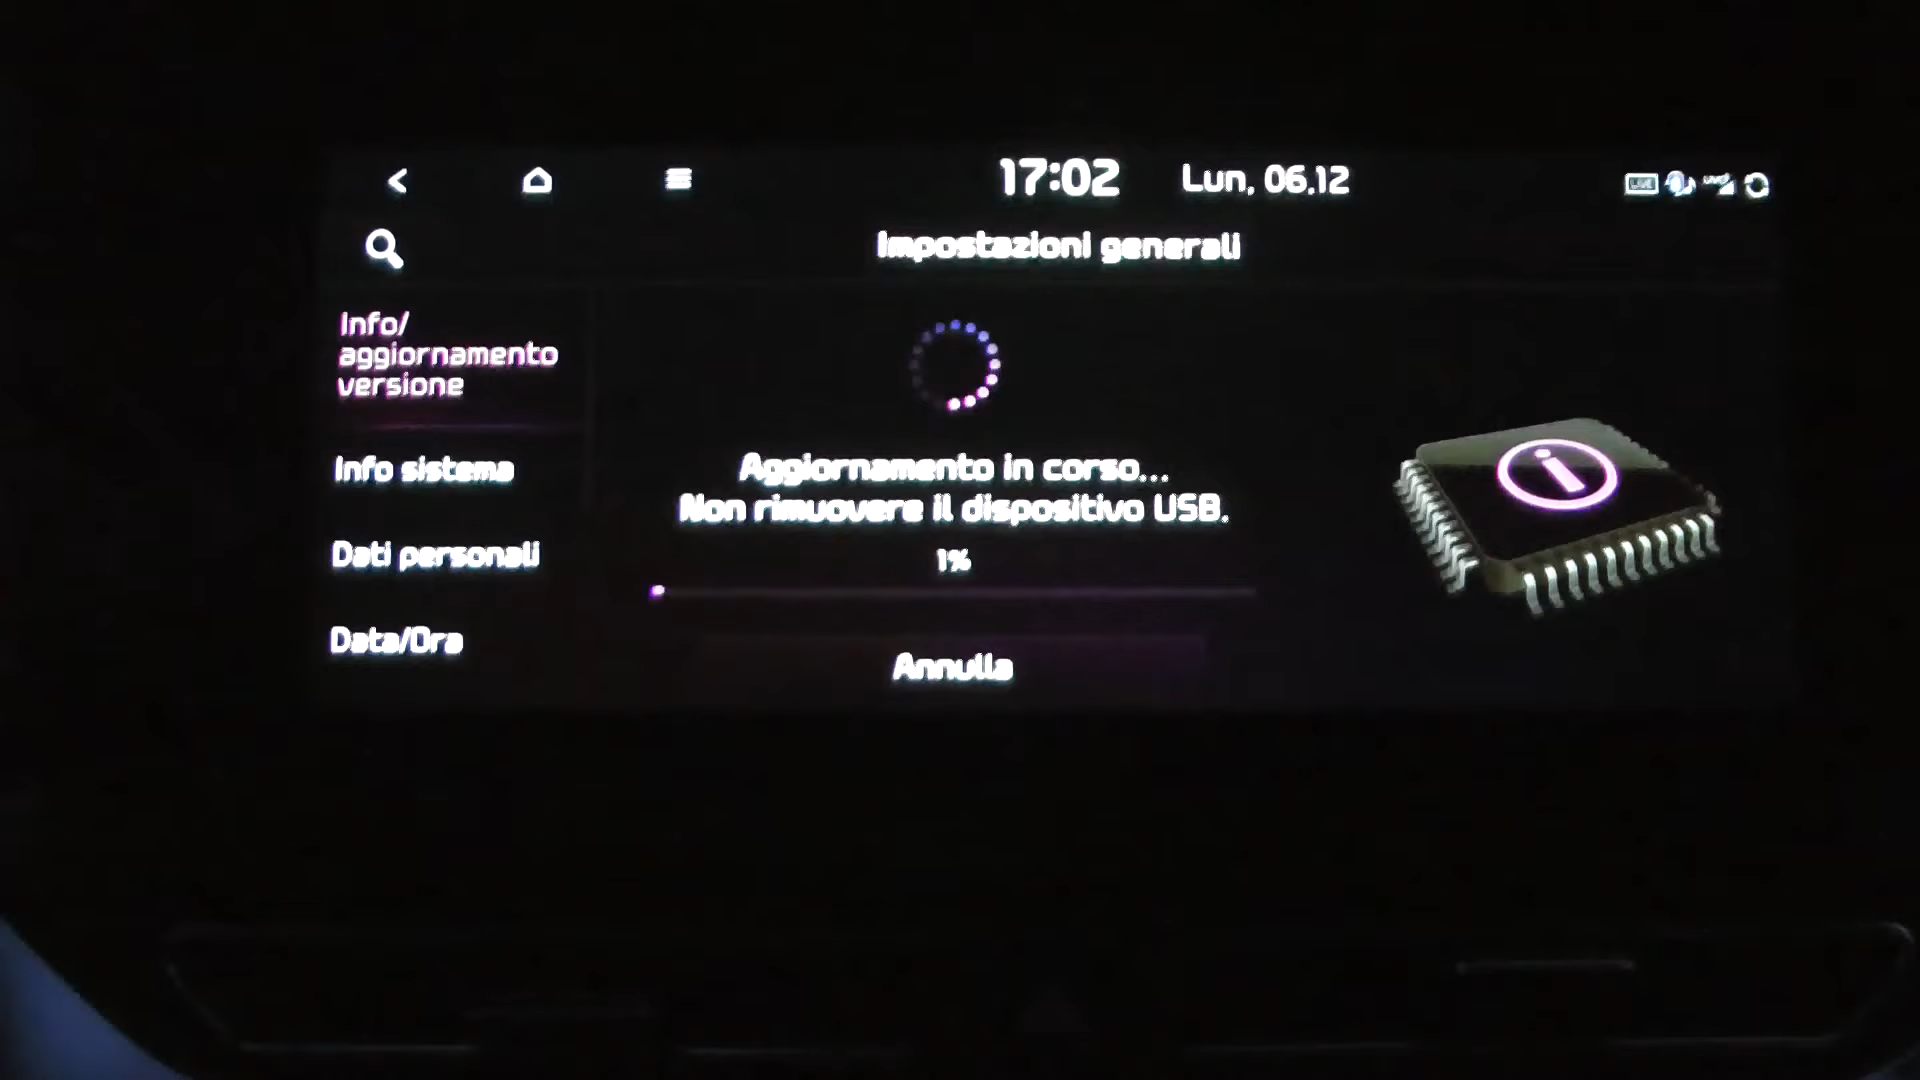 17:02 Lun, 06.12
LIVE
Impostazioni generali
Info/
aggiornamento
versione
Info sistema
Dati personali
Data/Ora
Aggiornamento in corso...
Non rimuovere il dispositivo USB.
1%
Annulla
i